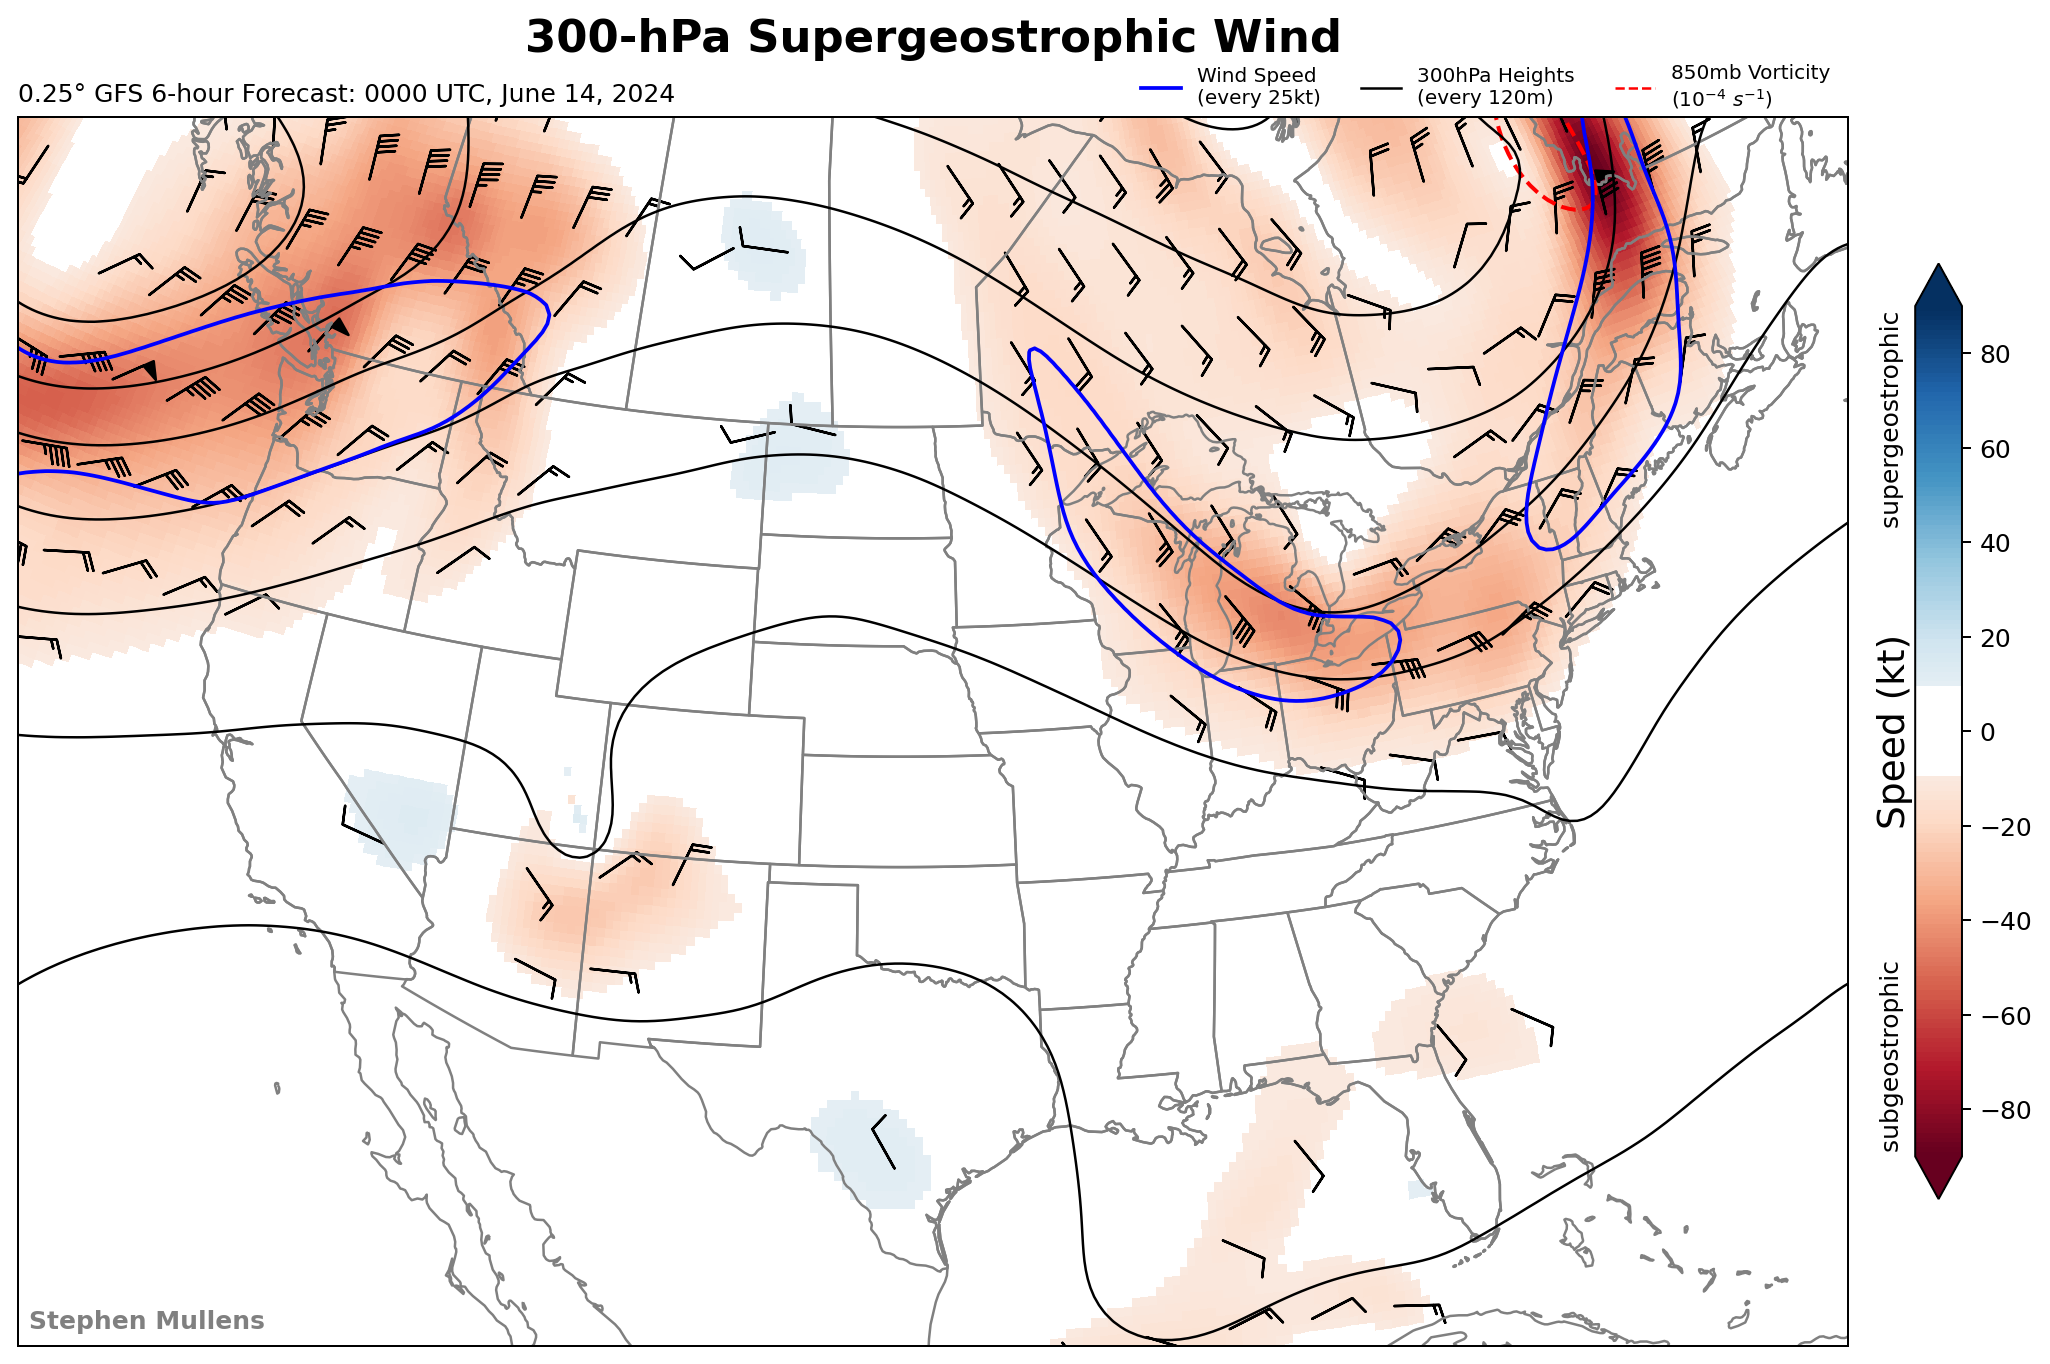 300-hPa Supergeostrophic Wind
0.25° GFS 6-hour Forecast: 0000 UTC, June 14, 2024
Wind Speed
(every 25kt)
300hPa Heights
(every 120m)
850mb Vorticity
(10⁻⁴ s⁻¹)
supergeostrophic
Speed (kt)
subgeostrophic
80
60
40
20
0
−20
−40
−60
−80
Stephen Mullens